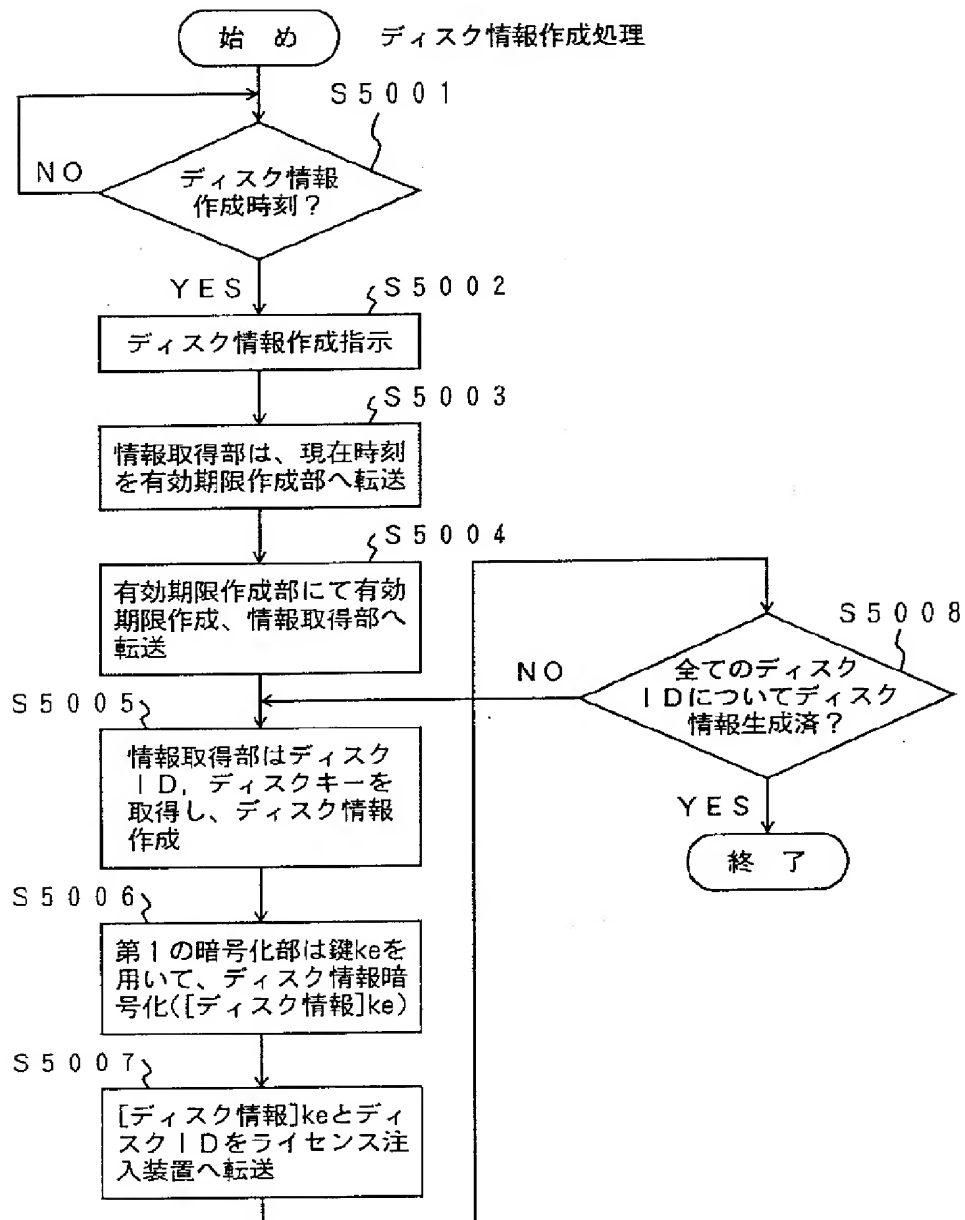 始 め
ディスク情報作成処理
S5001
NO
ディスク情報
作成時刻?
YES
S5002
ディスク情報作成指示
S5003
情報取得部は、現在時刻
を有効期限作成部へ転送
S5004
有効期限作成部にて有効
期限作成、情報取得部へ
転送
S5005
情報取得部はディスク
ID,ディスクキーを
取得し、ディスク情報
作成
S5006
第1の暗号化部は鍵keを
用いて、ディスク情報暗
号化([ディスク情報]ke)
S5007
[ディスク情報]keとディ
スクIDをライセンス注
入装置へ転送
S5008
全てのディスク
IDについてディスク
情報生成済?
NO
YES
終 了